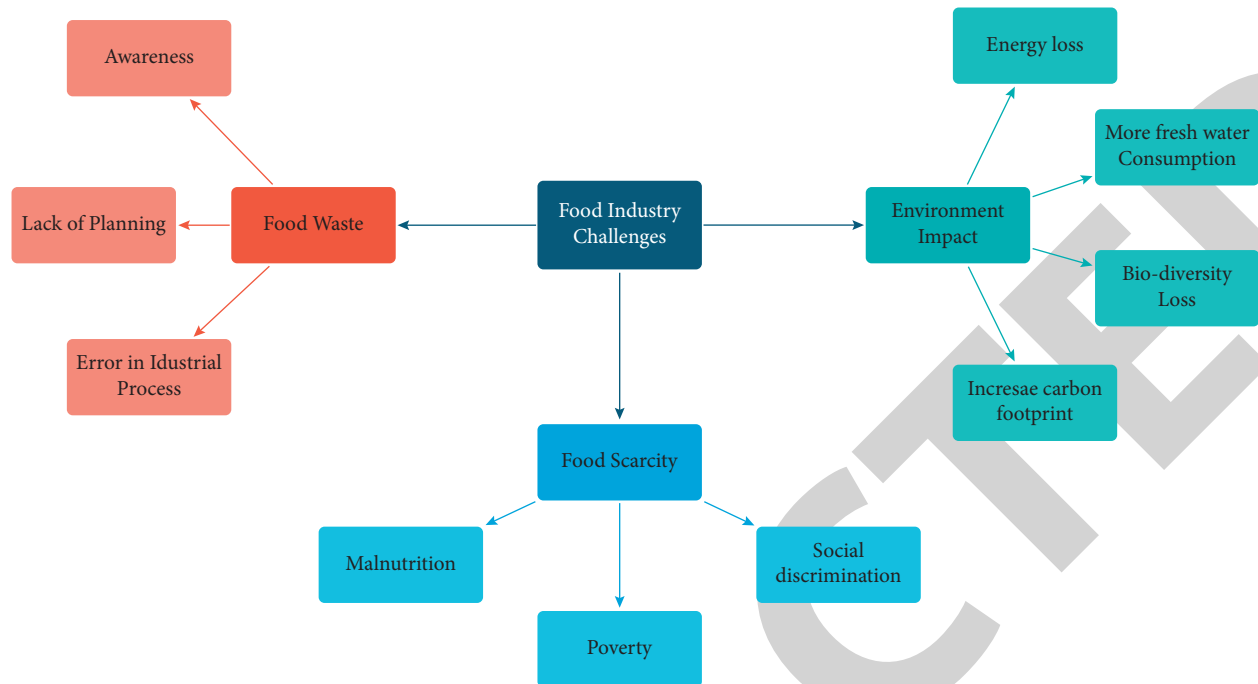 Awareness
Lack of Planning
Food Waste
Error in Idustrial
Process
Food Industry
Challenges
Energy loss
More fresh water
Consumption
Environment
Impact
Bio-diversity
Loss
Incresae carbon
footprint
Food Scarcity
Malnutrition
Social
discrimination
Poverty
CTE